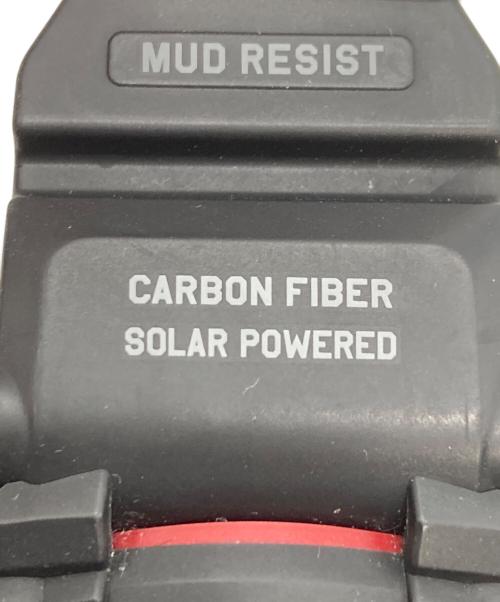 MUD RESIST
CARBON FIBER
SOLAR POWERED